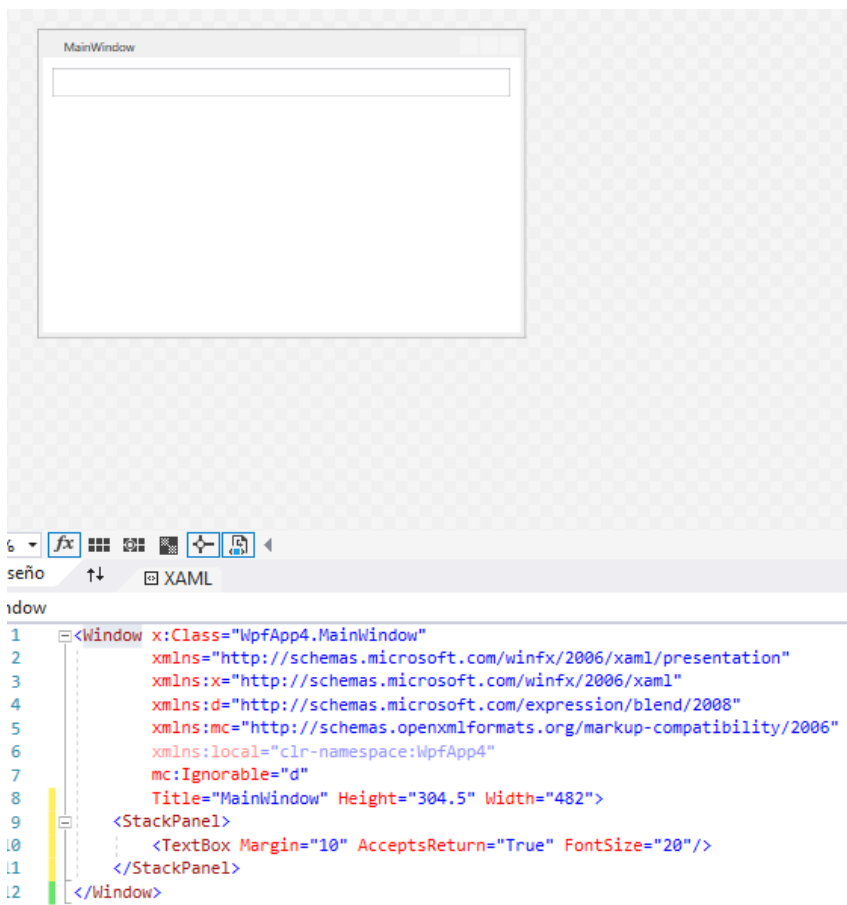 MainWindow
% fx
seño XAML
ndow
1 <Window x:Class="WpfApp4.MainWindow"
2 xmlns="http://schemas.microsoft.com/winfx/2006/xaml/presentation"
3 xmlns:x="http://schemas.microsoft.com/winfx/2006/xaml"
4 xmlns:d="http://schemas.microsoft.com/expression/blend/2008"
5 xmlns:mc="http://schemas.openxmlformats.org/markup-compatibility/2006"
6 xmlns:local="clr-namespace:WpfApp4"
7 mc:Ignorable="d"
8 Title="MainWindow" Height="304.5" Width="482">
9 <StackPanel>
10 <TextBox Margin="10" AcceptsReturn="True" FontSize="20"/>
11 </StackPanel>
12 </Window>